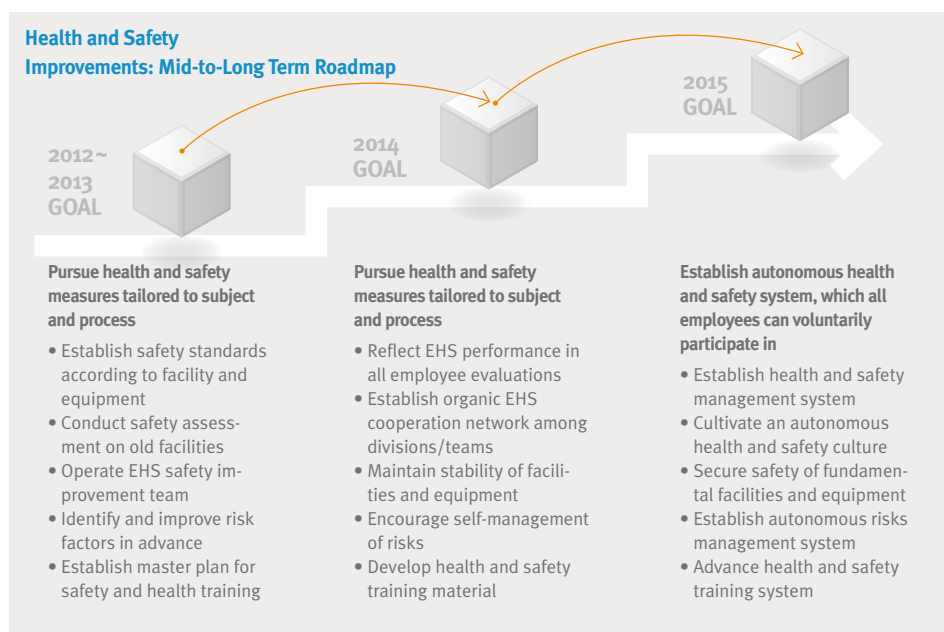 Health and Safety
Improvements: Mid-to-Long Term Roadmap
2012~
2013
GOAL
2014
GOAL
2015
GOAL
Pursue health and safety
measures tailored to subject
and process
• Establish safety standards
according to facility and
equipment
• Conduct safety assess-
ment on old facilities
• Operate EHS safety im-
provement team
• Identify and improve risk
factors in advance
• Establish master plan for
safety and health training
Pursue health and safety
measures tailored to subject
and process
• Reflect EHS performance in
all employee evaluations
• Establish organic EHS
cooperation network among
divisions/teams
• Maintain stability of facili-
ties and equipment
• Encourage self-management
of risks
• Develop health and safety
training material
Establish autonomous health
and safety system, which all
employees can voluntarily
participate in
• Establish health and safety
management system
• Cultivate an autonomous
health and safety culture
• Secure safety of fundamen-
tal facilities and equipment
• Establish autonomous risks
management system
• Advance health and safety
training system